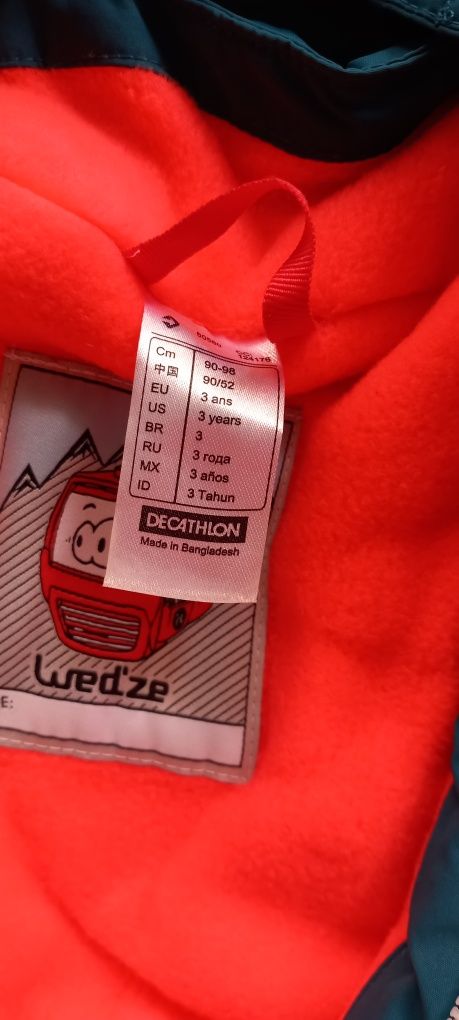 Cm 90-98
中国 90/52
EU 3 ans
US 3 years
BR 3
RU 3 года
MX 3 años
ID 3 Tahun
DECATHLON
Made in Bangladesh
Wed'ze
E: